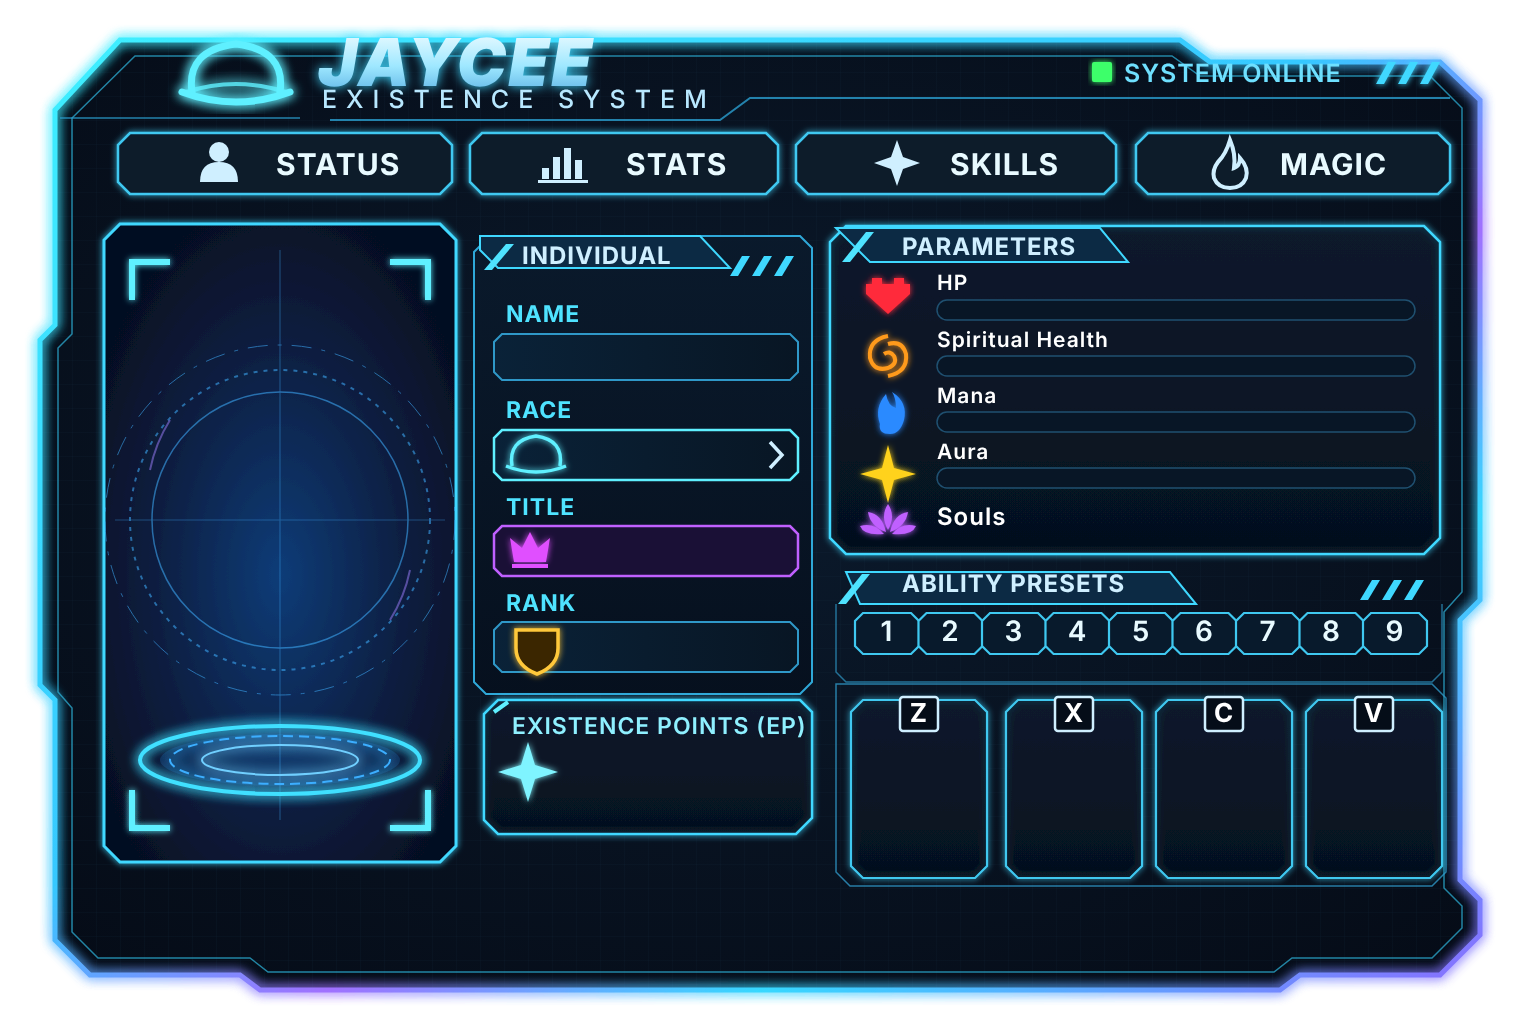 JAYCEE
EXISTENCE SYSTEM
SYSTEM ONLINE
STATUS
STATS
SKILLS
MAGIC
INDIVIDUAL
NAME
RACE
TITLE
RANK
EXISTENCE POINTS (EP)
PARAMETERS
HP
Spiritual Health
Mana
Aura
Souls
ABILITY PRESETS
1 2 3 4 5 6 7 8 9
Z X C V